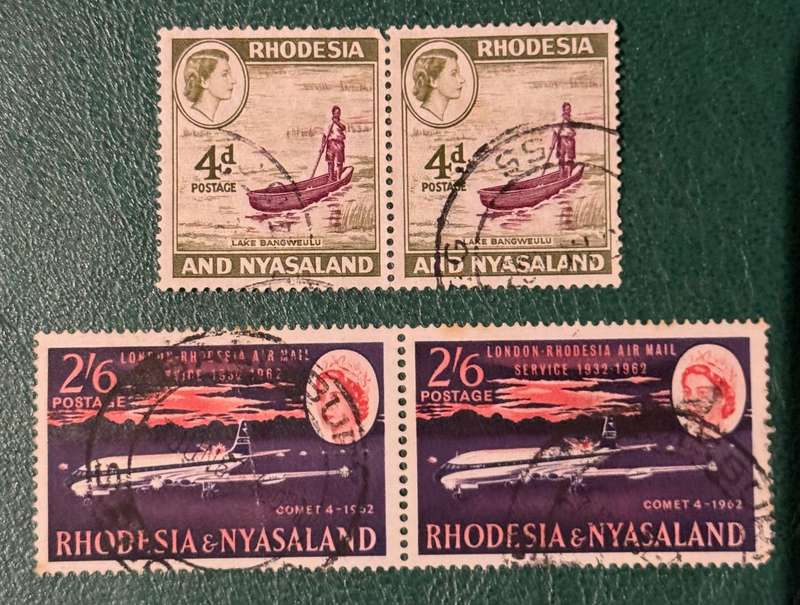 RHODESIA
4d
POSTAGE
LAKE BANGWEULU
AND NYASALAND
RHODESIA
4d
POSTAGE
LAKE BANGWEULU
AND NYASALAND
2/6
POSTAGE
LONDON-RHODESIA AIR MAIL
SERVICE 1932-1962
COMET 4-1962
RHODESIA & NYASALAND
2/6
POSTAGE
LONDON-RHODESIA AIR MAIL
SERVICE 1932-1962
COMET 4-1962
RHODESIA & NYASALAND